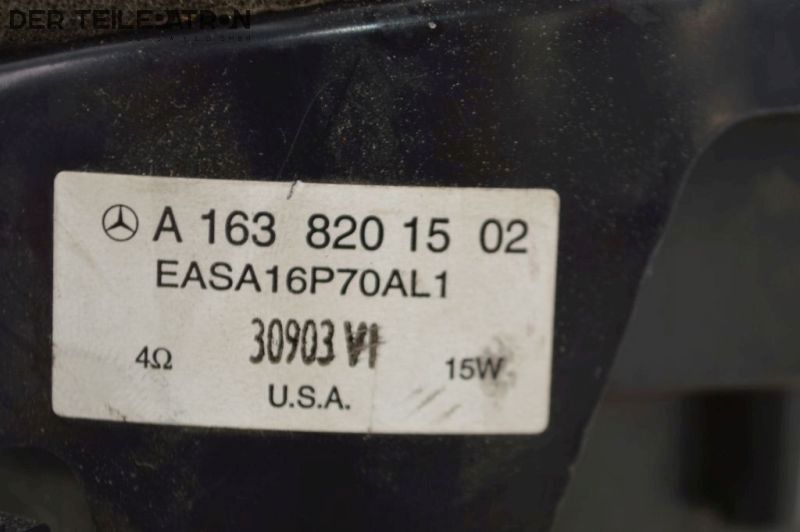 DER TEILEPATRON
A 163 820 15 02
EASA16P70AL1
30903 VI
4Ω
15W
U.S.A.